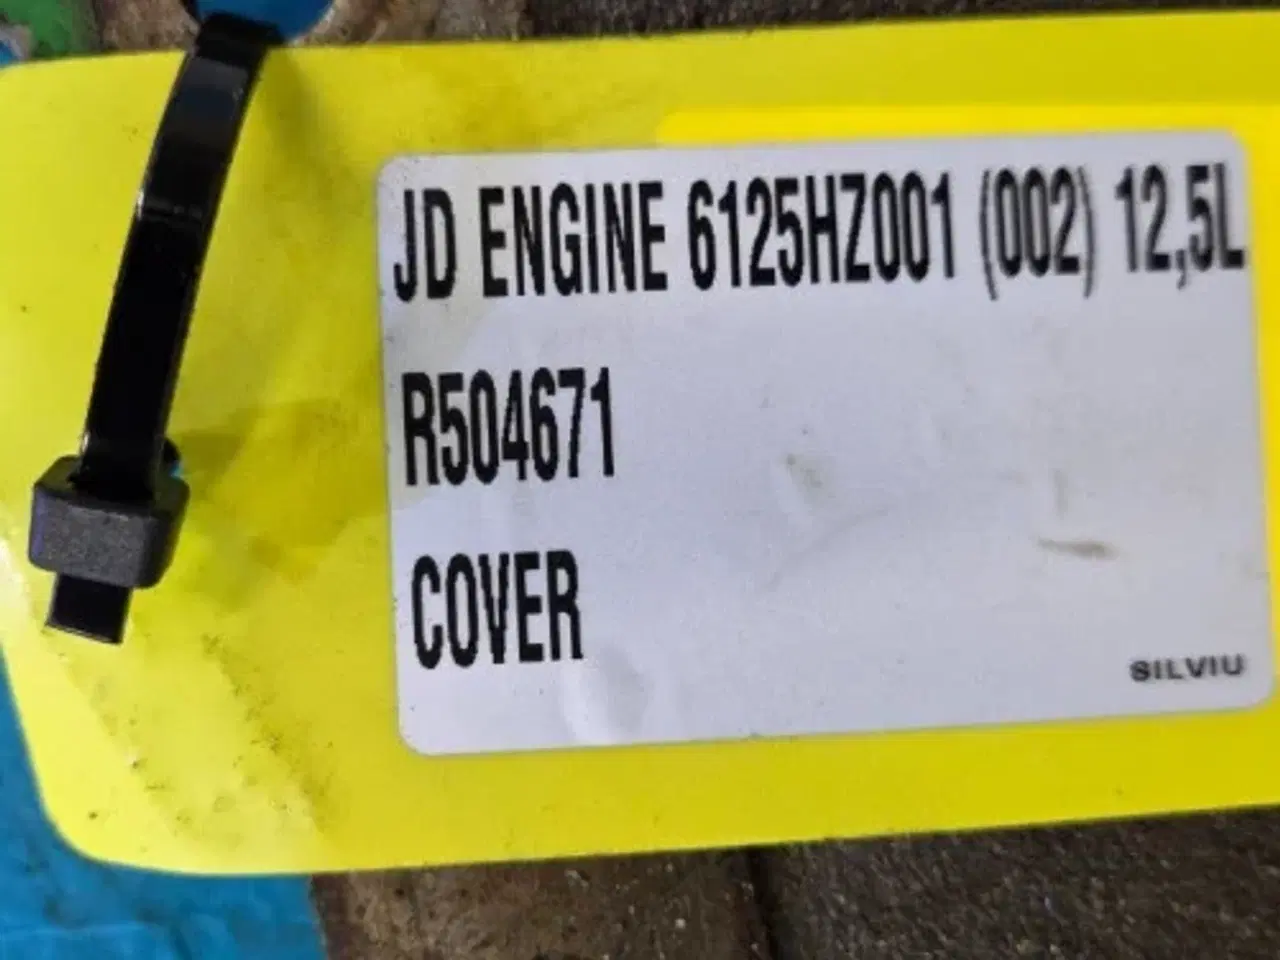 JD ENGINE 6125HZ001 (002) 12,5L
R504671
COVER
SILVIU